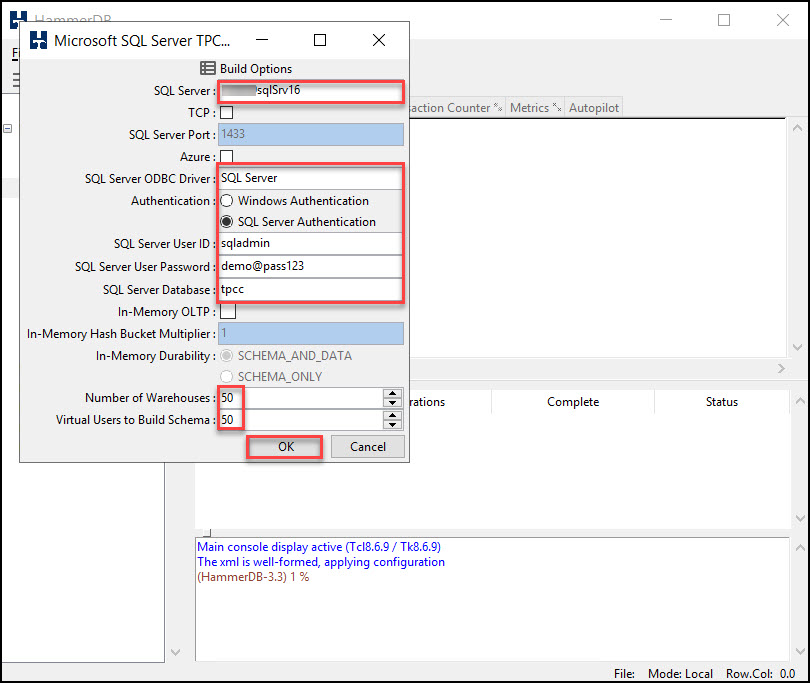 HammerDB
Microsoft SQL Server TPC...
Build Options
SQL Server : sqlSrv16
TCP :
SQL Server Port : 1433
Azure :
SQL Server ODBC Driver : SQL Server
Authentication : Windows Authentication
SQL Server Authentication
SQL Server User ID : sqladmin
SQL Server User Password : demo@pass123
SQL Server Database : tpcc
In-Memory OLTP :
In-Memory Hash Bucket Multiplier : 1
In-Memory Durability : SCHEMA_AND_DATA
SCHEMA_ONLY
Number of Warehouses : 50
Virtual Users to Build Schema : 50
OK Cancel
saction Counter Metrics Autopilot
rations Complete Status
Main console display active (Tcl8.6.9 / Tk8.6.9)
The xml is well-formed, applying configuration
(HammerDB-3.3) 1 %
File: Mode: Local Row.Col: 0.0